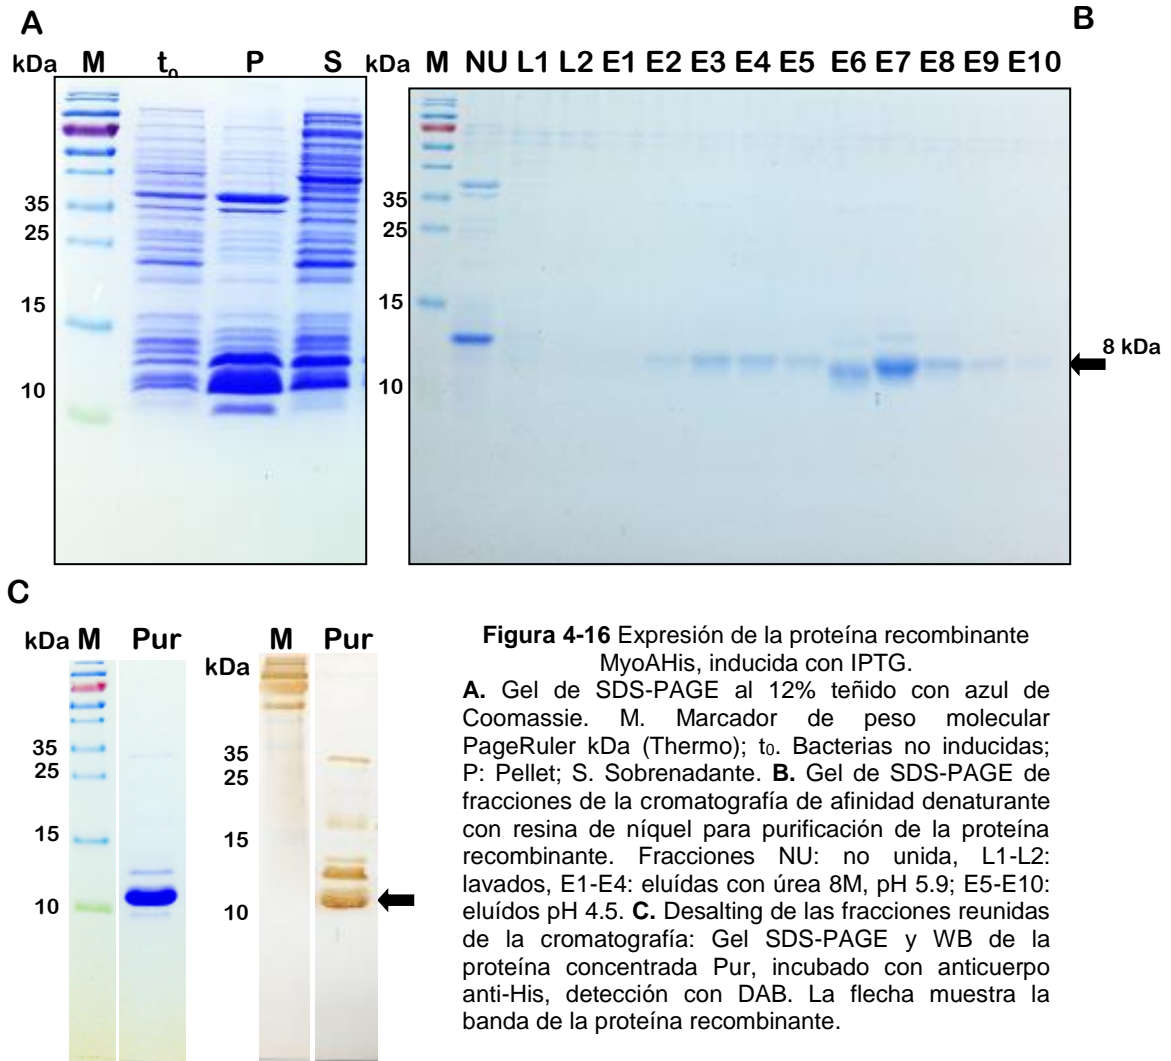 A
B
kDa M t₀ P S kDa M NU L1 L2 E1 E2 E3 E4 E5 E6 E7 E8 E9 E10
35
25
15
10
35
25
15
10
8 kDa
C
kDa M Pur
35
25
15
10
kDa M Pur
35
25
15
10
Figura 4-16 Expresión de la proteína recombinante
MyoAHis, inducida con IPTG.
A. Gel de SDS-PAGE al 12% teñido con azul de
Coomassie. M. Marcador de peso molecular
PageRuler kDa (Thermo); t₀. Bacterias no inducidas;
P: Pellet; S. Sobrenadante. B. Gel de SDS-PAGE de
fracciones de la cromatografía de afinidad denaturante
con resina de níquel para purificación de la proteína
recombinante. Fracciones NU: no unida, L1-L2:
lavados, E1-E4: eluídas con úrea 8M, pH 5.9; E5-E10:
eluídos pH 4.5. C. Desalting de las fracciones reunidas
de la cromatografía: Gel SDS-PAGE y WB de la
proteína concentrada Pur, incubado con anticuerpo
anti-His, detección con DAB. La flecha muestra la
banda de la proteína recombinante.